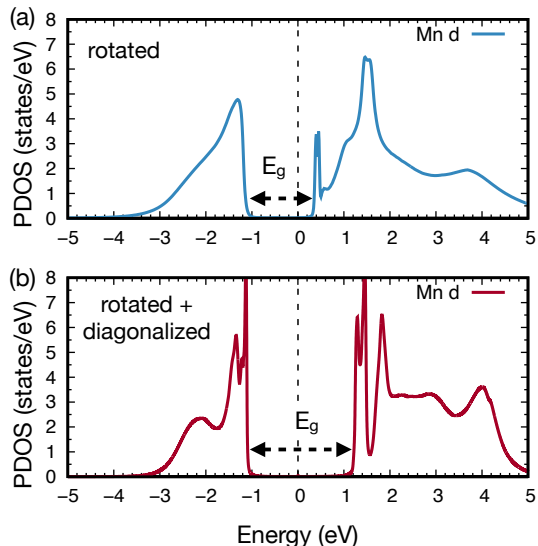 (a)
rotated
Mn d
E_g
PDOS (states/eV)
0 1 2 3 4 5 6 7 8
−5 −4 −3 −2 −1 0 1 2 3 4 5
(b)
rotated +
diagonalized
Mn d
E_g
PDOS (states/eV)
0 1 2 3 4 5 6 7 8
−5 −4 −3 −2 −1 0 1 2 3 4 5
Energy (eV)